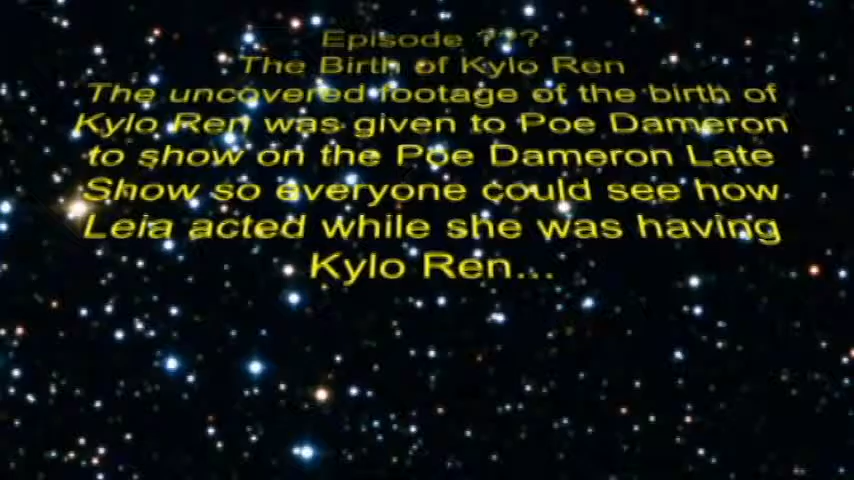 Episode ???
The Birth of Kylo Ren
The uncovered footage of the birth of
Kylo Ren was given to Poe Dameron
to show on the Poe Dameron Late
Show so everyone could see how
Leia acted while she was having
Kylo Ren...